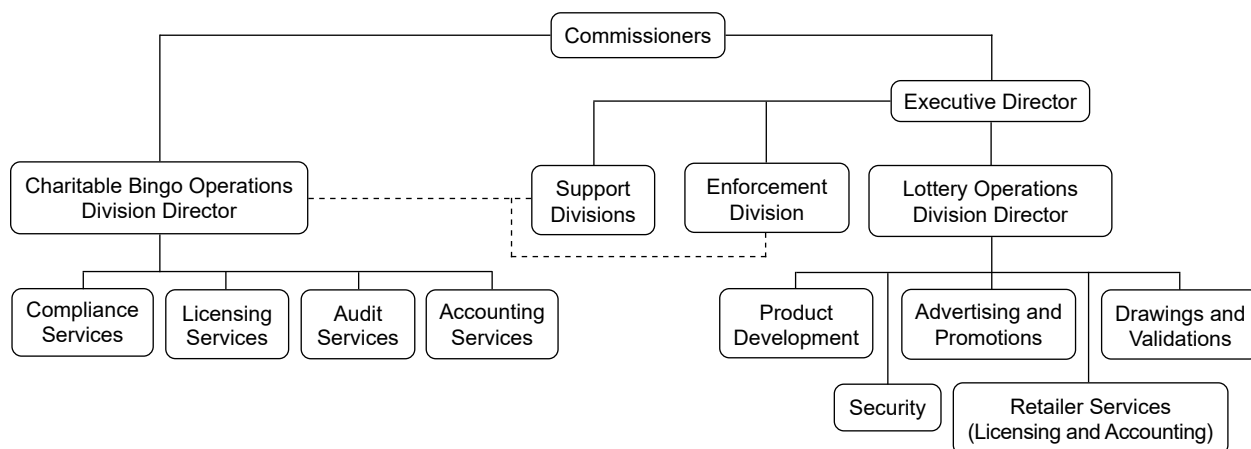 Commissioners
Executive Director
Charitable Bingo Operations
Division Director
Support
Divisions
Enforcement
Division
Lottery Operations
Division Director
Compliance
Services
Licensing
Services
Audit
Services
Accounting
Services
Product
Development
Advertising and
Promotions
Drawings and
Validations
Security
Retailer Services
(Licensing and Accounting)